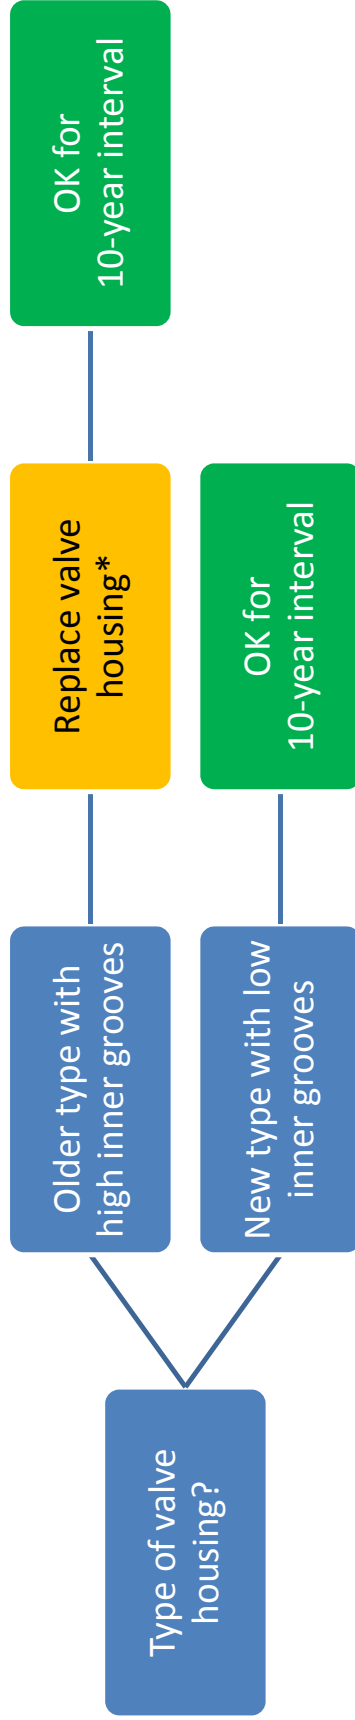 Type of valve
housing?
Older type with
high inner grooves
Replace valve
housing*
OK for
10-year interval
New type with low
inner grooves
OK for
10-year interval